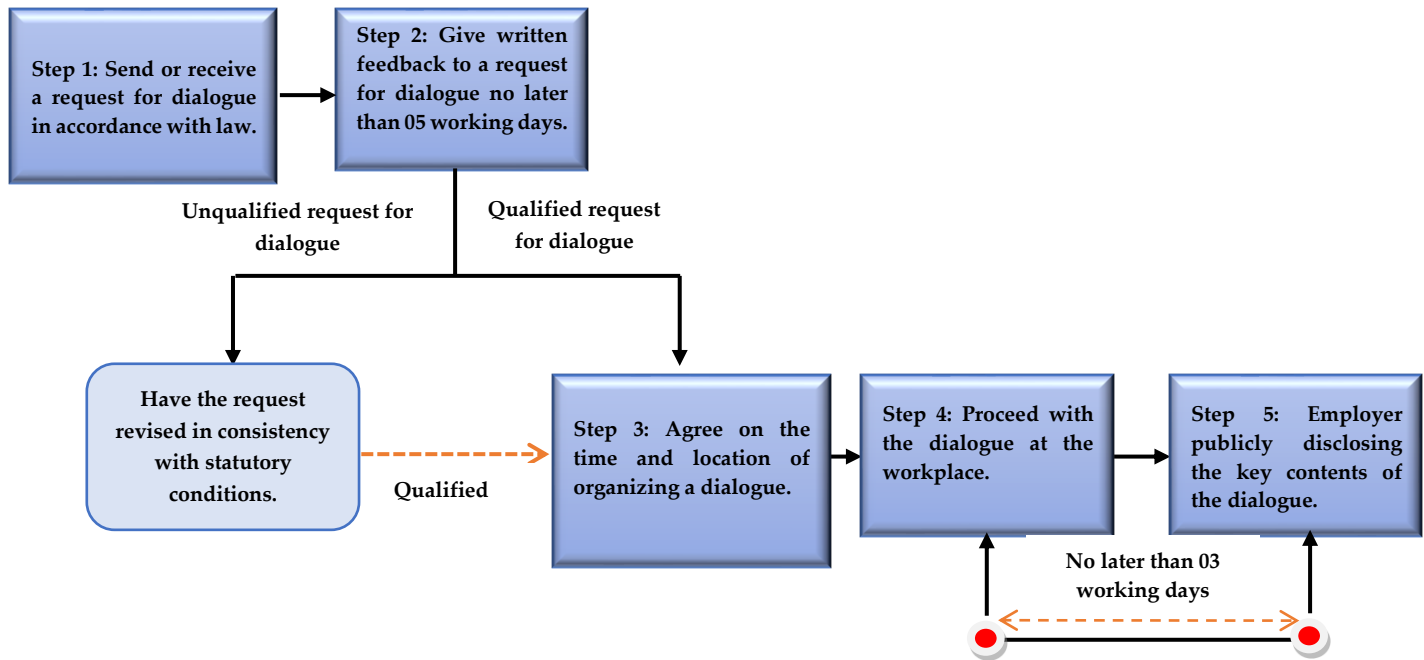 Step 1: Send or receive
a request for dialogue
in accordance with law.
Step 2: Give written
feedback to a request
for dialogue no later
than 05 working days.
Unqualified request for
dialogue
Qualified request
for dialogue
Have the request
revised in consistency
with statutory
conditions.
Qualified
Step 3: Agree on the
time and location of
organizing a dialogue.
Step 4: Proceed with
the dialogue at the
workplace.
Step 5: Employer
publicly disclosing
the key contents of
the dialogue.
No later than 03
working days